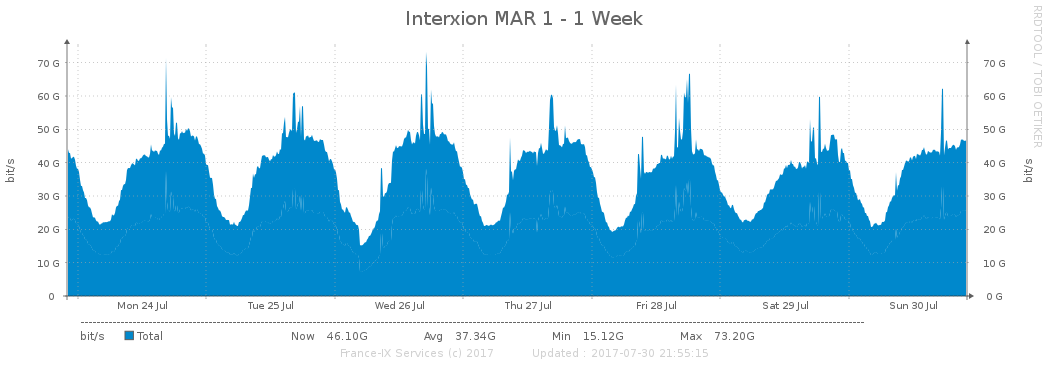 Interxion MAR 1 - 1 Week
RRDTOOL / TOBI OETIKER
bit/s
70 G
60 G
50 G
40 G
30 G
20 G
10 G
0
70 G
60 G
50 G
40 G
30 G
20 G
10 G
0 G
bit/s
Mon 24 Jul Tue 25 Jul Wed 26 Jul Thu 27 Jul Fri 28 Jul Sat 29 Jul Sun 30 Jul
bit/s Total Now 46.10G Avg 37.34G Min 15.12G Max 73.20G
France-IX Services (c) 2017 Updated : 2017-07-30 21:55:15